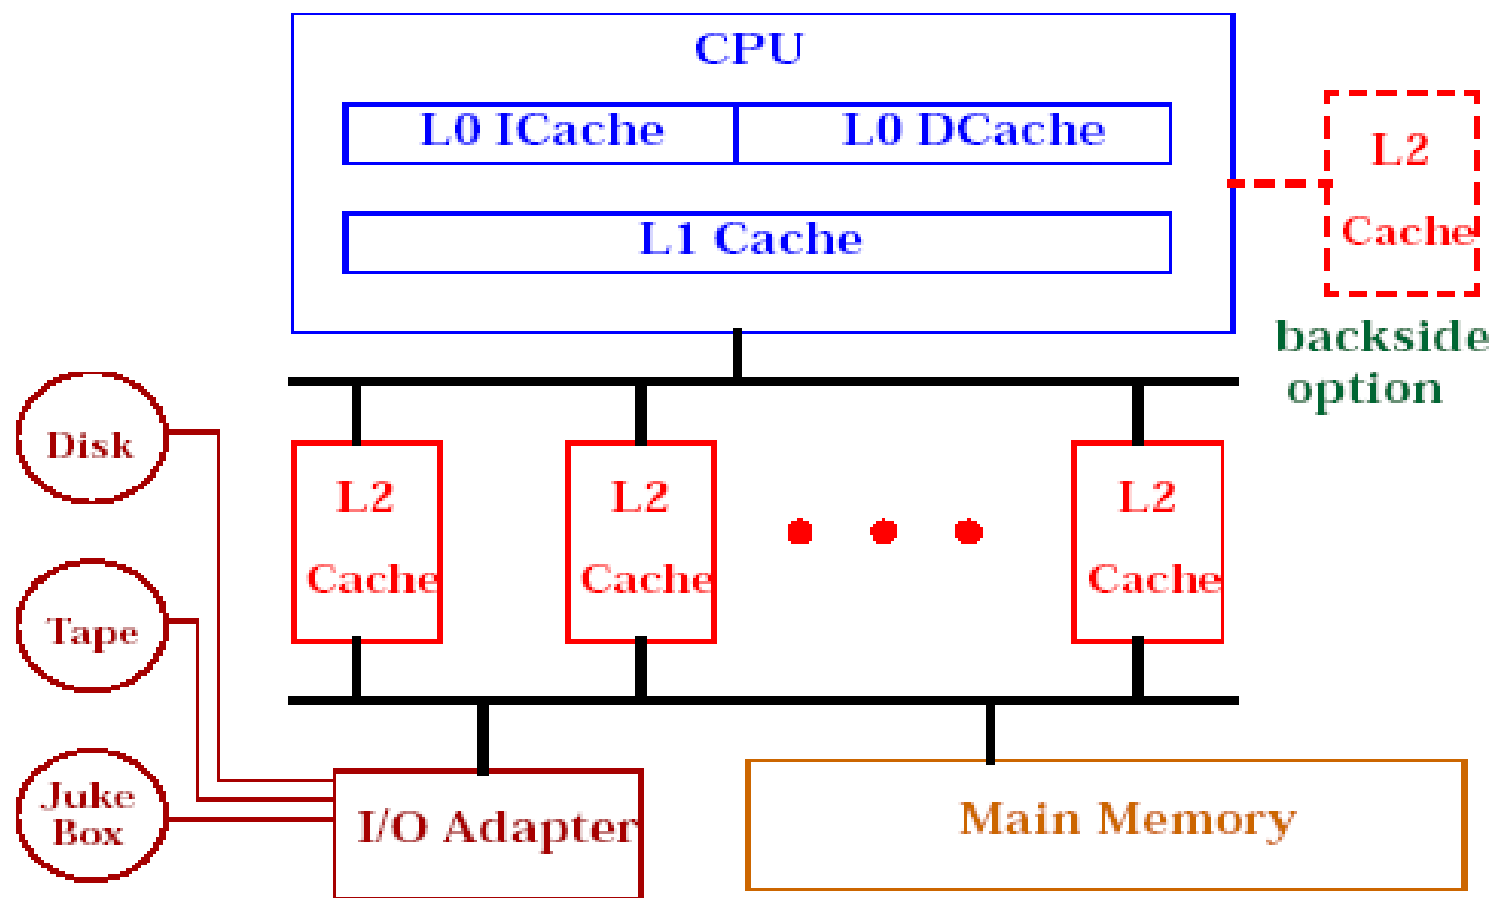 CPU
L0 ICache
L0 DCache
L1 Cache
L2
Cache
backside
option
Disk
Tape
Juke
Box
L2
Cache
L2
Cache
L2
Cache
I/O Adapter
Main Memory